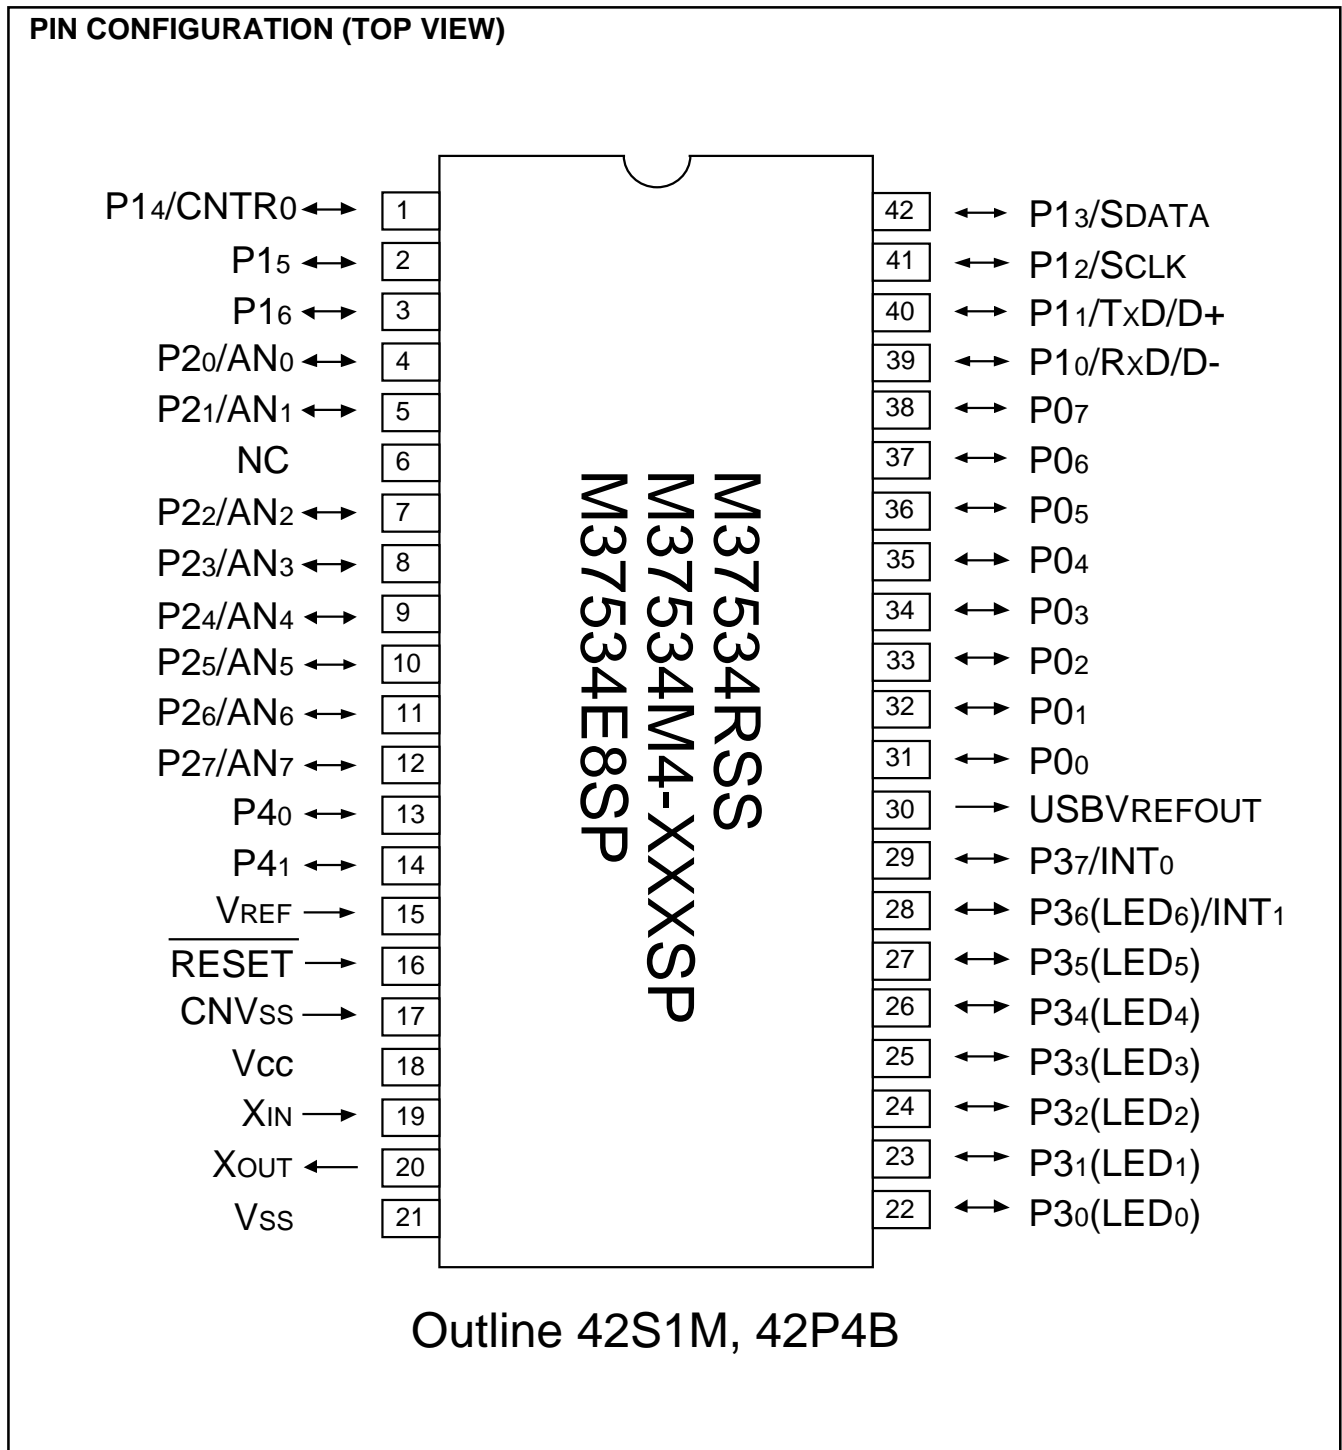 PIN CONFIGURATION (TOP VIEW)
P14/CNTR0 1
P15 2
P16 3
P20/AN0 4
P21/AN1 5
NC 6
P22/AN2 7
P23/AN3 8
P24/AN4 9
P25/AN5 10
P26/AN6 11
P27/AN7 12
P40 13
P41 14
VREF 15
RESET 16
CNVSS 17
Vcc 18
XIN 19
XOUT 20
VSS 21
M37534RSS
M37534M4-XXXSP
M37534E8SP
42 P13/SDATA
41 P12/SCLK
40 P11/TXD/D+
39 P10/RXD/D-
38 P07
37 P06
36 P05
35 P04
34 P03
33 P02
32 P01
31 P00
30 USBVREFOUT
29 P37/INT0
28 P36(LED6)/INT1
27 P35(LED5)
26 P34(LED4)
25 P33(LED3)
24 P32(LED2)
23 P31(LED1)
22 P30(LED0)
Outline 42S1M, 42P4B